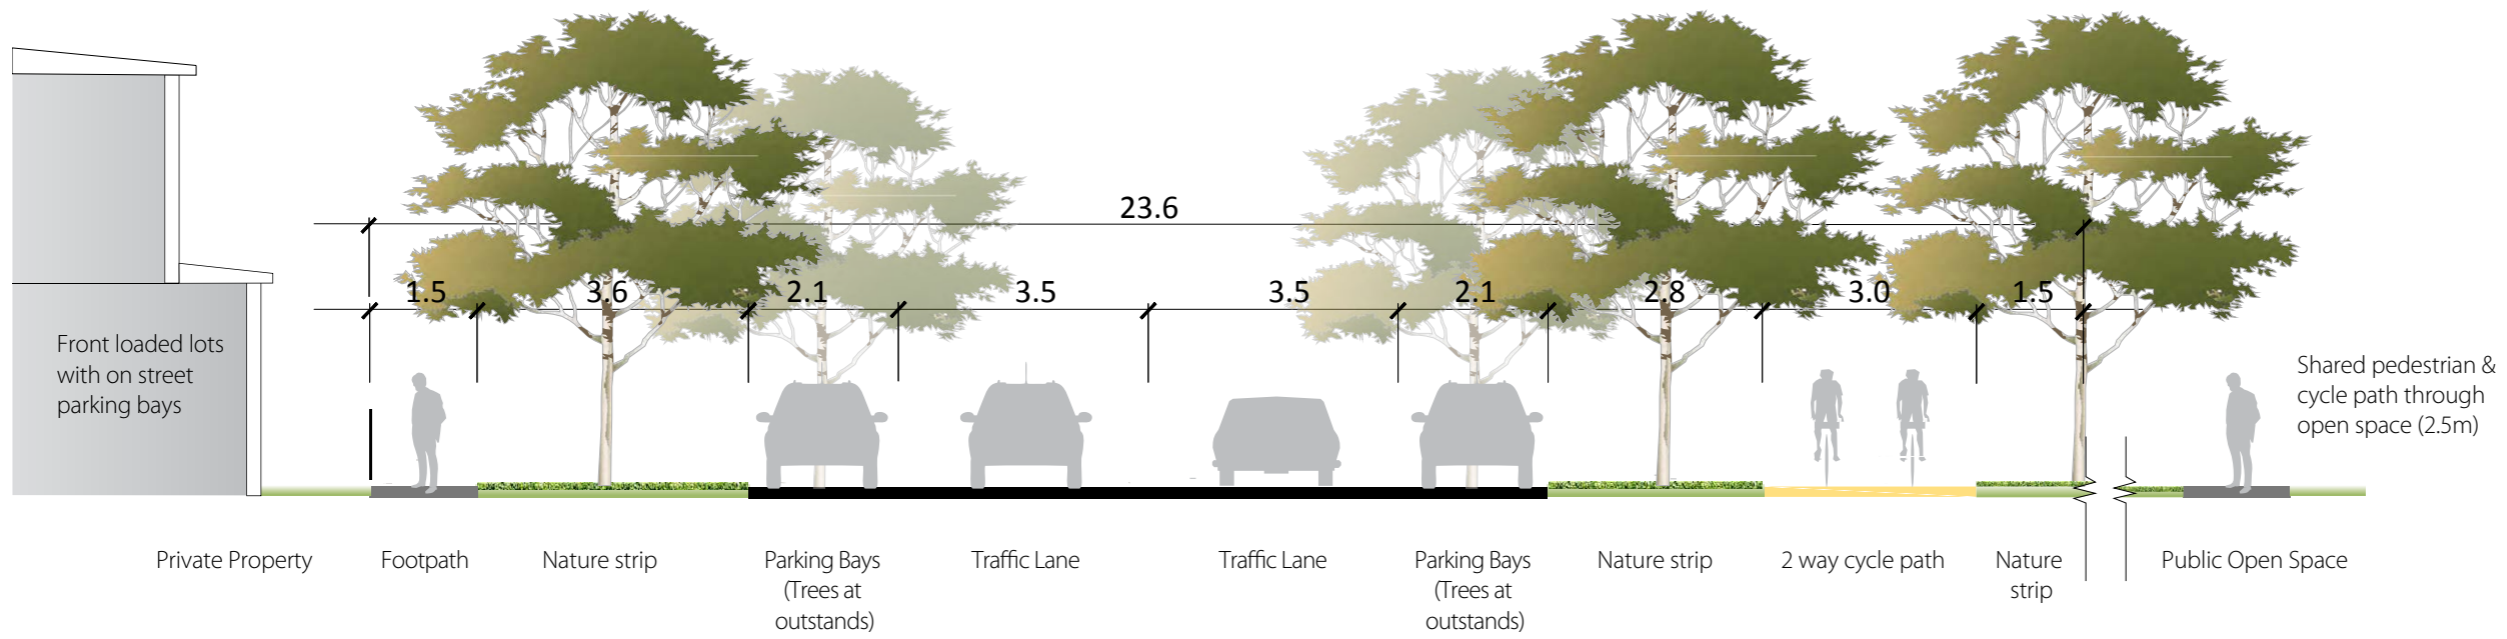 23.6
1.5 3.6 2.1 3.5 3.5 2.1 2.8 3.0 1.5
Front loaded lots
with on street
parking bays
Shared pedestrian &
cycle path through
open space (2.5m)
Private Property
Footpath
Nature strip
Parking Bays
(Trees at
outstands)
Traffic Lane
Traffic Lane
Parking Bays
(Trees at
outstands)
Nature strip
2 way cycle path
Nature
strip
Public Open Space